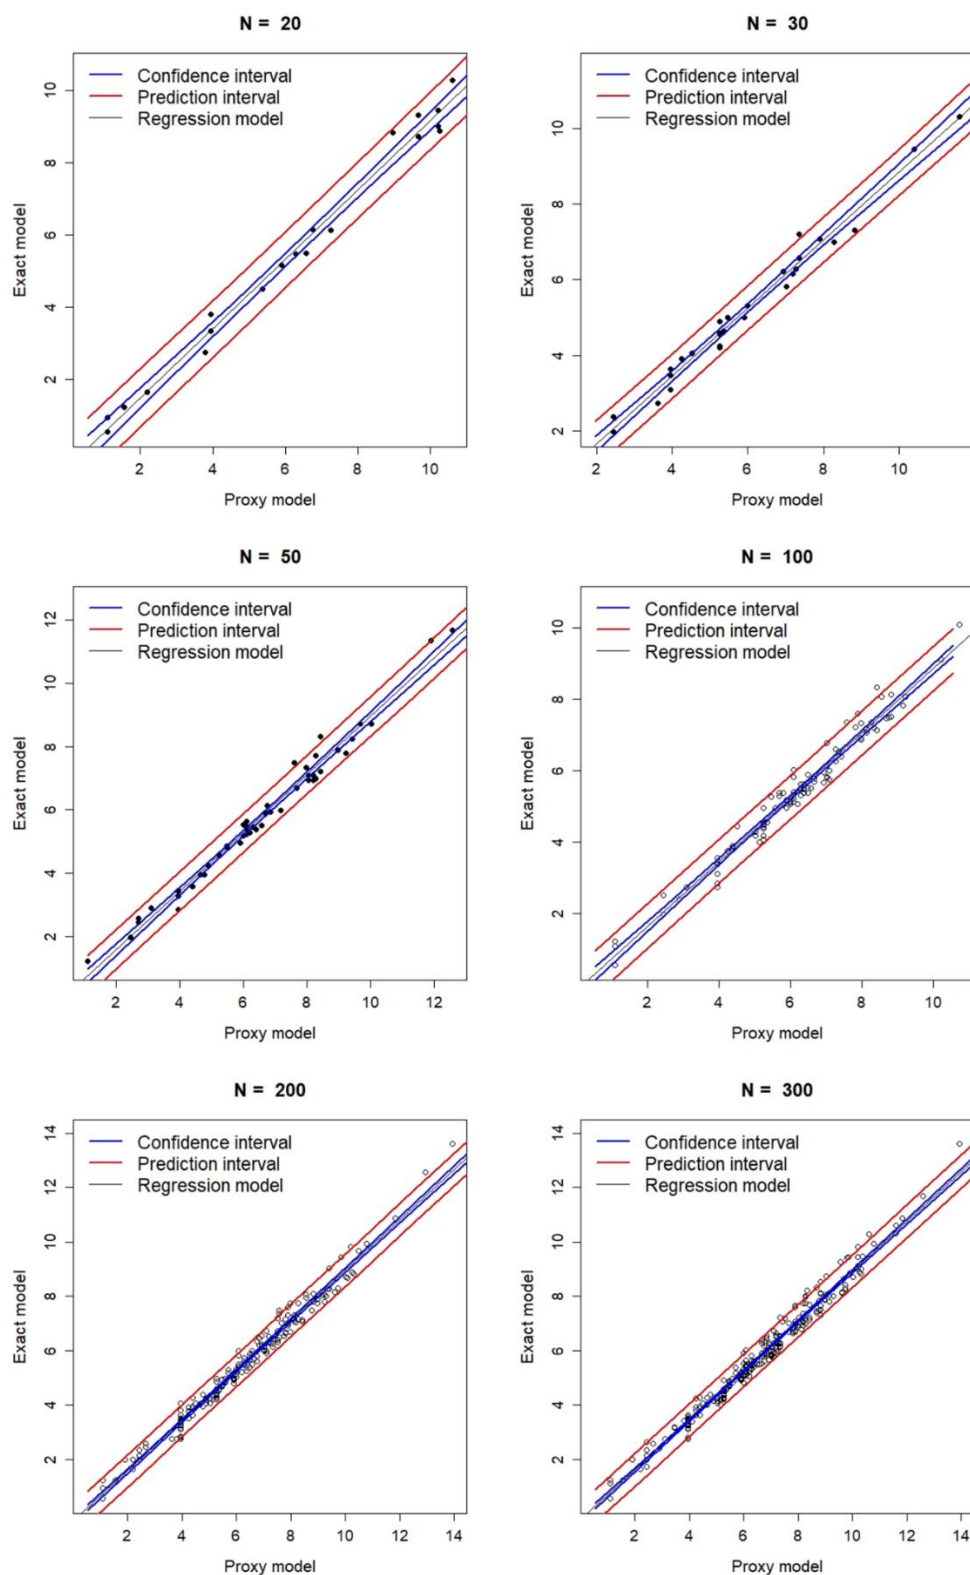 N = 20
Confidence interval
Prediction interval
Regression model
Exact model
2 4 6 8 10
2 4 6 8 10
Proxy model
N = 30
Confidence interval
Prediction interval
Regression model
Exact model
2 4 6 8 10
2 4 6 8 10
Proxy model
N = 50
Confidence interval
Prediction interval
Regression model
Exact model
2 4 6 8 10 12
2 4 6 8 10 12
Proxy model
N = 100
Confidence interval
Prediction interval
Regression model
Exact model
2 4 6 8 10
2 4 6 8 10
Proxy model
N = 200
Confidence interval
Prediction interval
Regression model
Exact model
2 4 6 8 10 12 14
2 4 6 8 10 12 14
Proxy model
N = 300
Confidence interval
Prediction interval
Regression model
Exact model
2 4 6 8 10 12 14
2 4 6 8 10 12 14
Proxy model